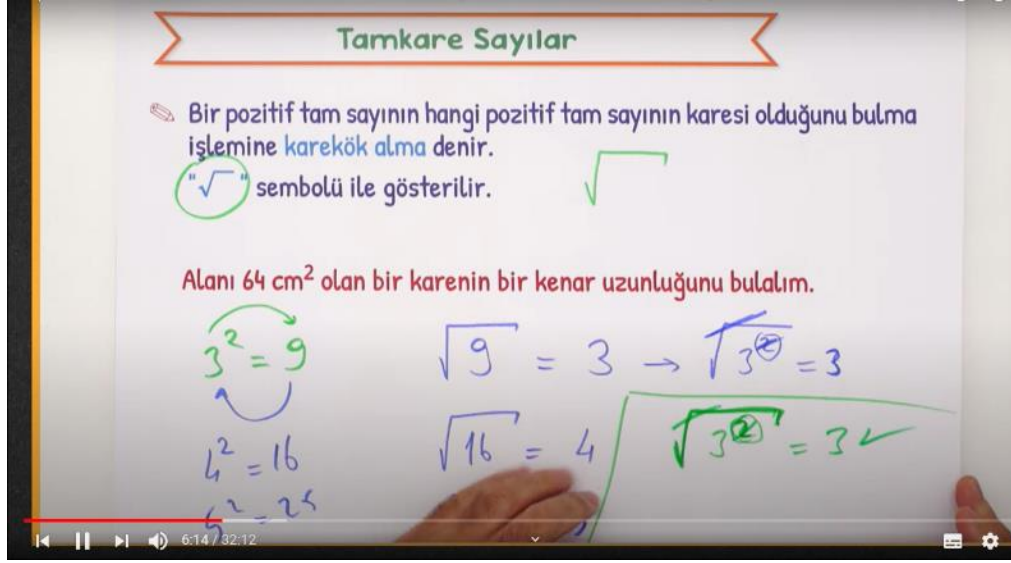 Tamkare Sayılar
Bir pozitif tam sayının hangi pozitif tam sayının karesi olduğunu bulma
işlemine karekök alma denir.
"√" sembolü ile gösterilir.
√
Alanı 64 cm² olan bir karenin bir kenar uzunluğunu bulalım.
3² = 9 √9 = 3 → √3² = 3
4² = 16 √16 = 4 √3² = 3 ✓
5² = 25
6:14 / 32:12